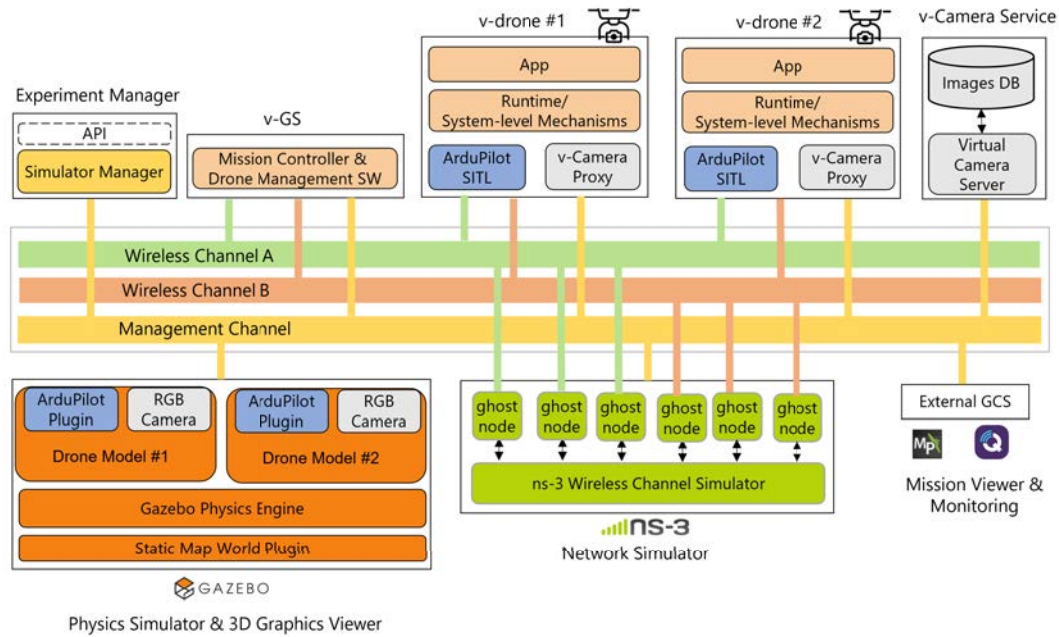 v-drone #1
v-drone #2
v-Camera Service
App
App
Images DB
Experiment Manager
API
Simulator Manager
v-GS
Mission Controller &
Drone Management SW
Runtime/
System-level Mechanisms
Runtime/
System-level Mechanisms
ArduPilot
SITL
v-Camera
Proxy
ArduPilot
SITL
v-Camera
Proxy
Virtual
Camera
Server
Wireless Channel A
Wireless Channel B
Management Channel
ArduPilot
Plugin
RGB
Camera
ArduPilot
Plugin
RGB
Camera
Drone Model #1
Drone Model #2
Gazebo Physics Engine
Static Map World Plugin
GAZEBO
Physics Simulator & 3D Graphics Viewer
ghost
node
ghost
node
ghost
node
ghost
node
ghost
node
ghost
node
ns-3 Wireless Channel Simulator
ns-3
Network Simulator
External GCS
Mp
Mission Viewer &
Monitoring